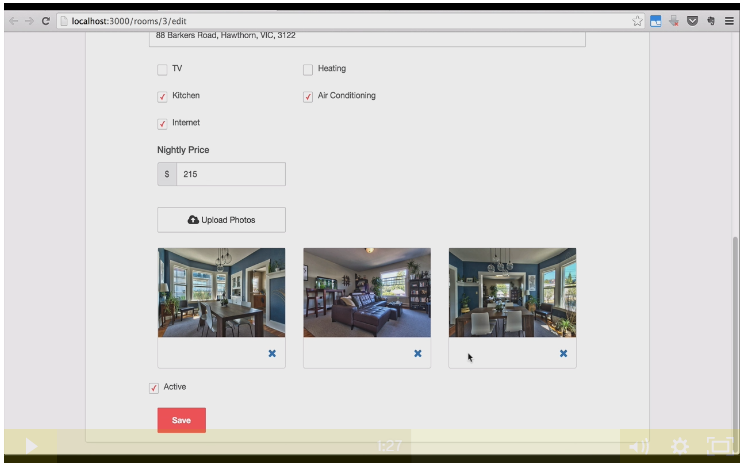 localhost:3000/rooms/3/edit
88 Barkers Road, Hawthorn, VIC, 3122
TV
Heating
Kitchen
Air Conditioning
Internet
Nightly Price
$ 215
Upload Photos
Active
Save
1:27